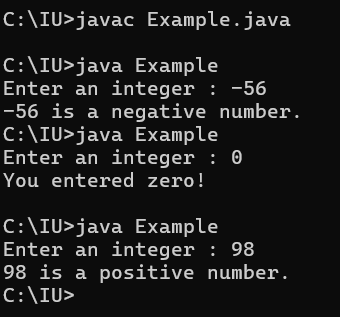 C:\IU>javac Example.java
C:\IU>java Example
Enter an integer : -56
-56 is a negative number.
C:\IU>java Example
Enter an integer : 0
You entered zero!
C:\IU>java Example
Enter an integer : 98
98 is a positive number.
C:\IU>